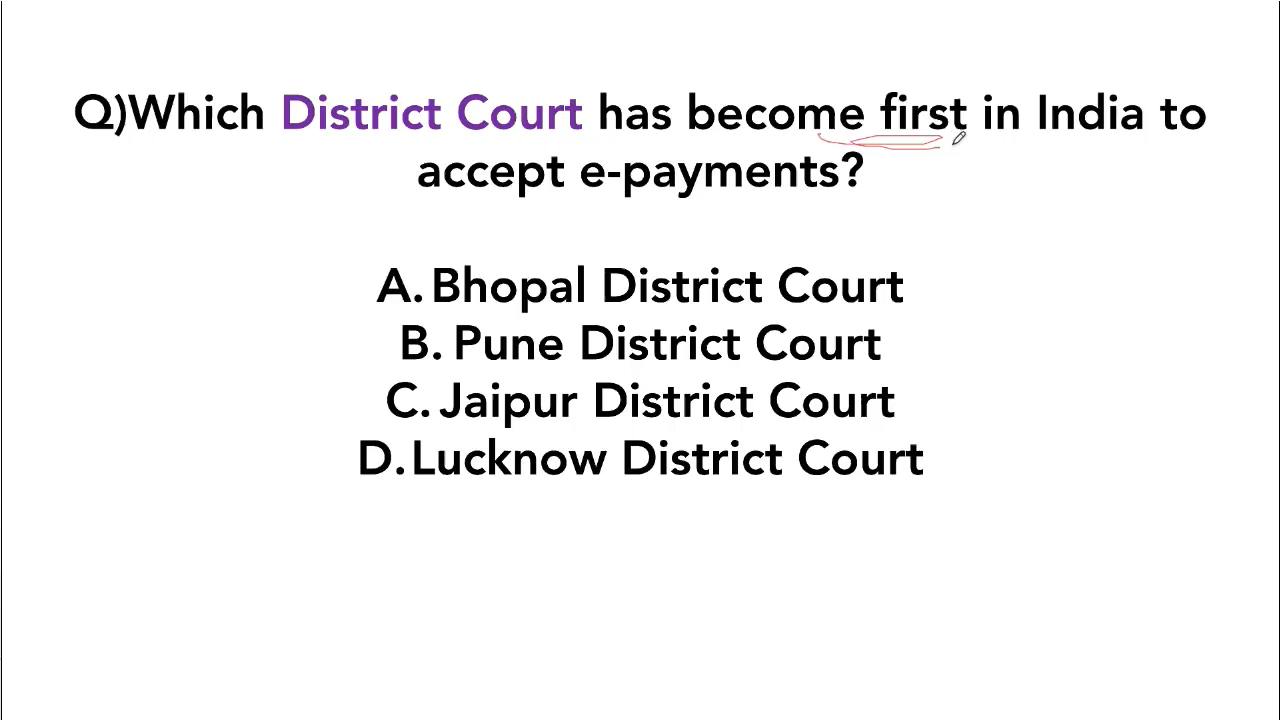 Q)Which District Court has become first in India to
accept e-payments?
A. Bhopal District Court
B. Pune District Court
C. Jaipur District Court
D. Lucknow District Court